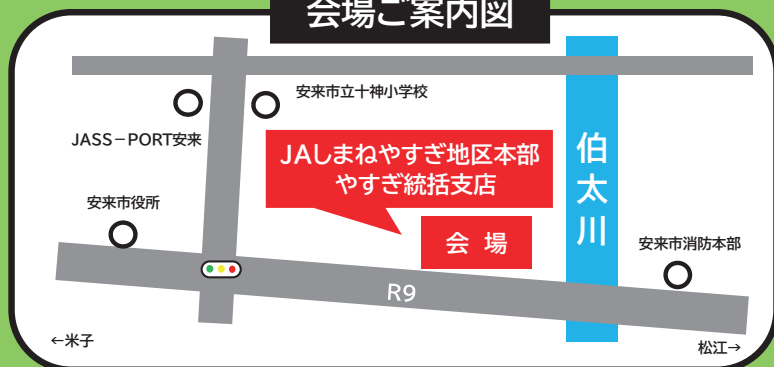 会場ご案内図
安来市立十神小学校
JASS－PORT安来
JAしまねやすぎ地区本部
やすぎ統括支店
伯太川
安来市役所
会 場
安来市消防本部
R9
←米子
松江→